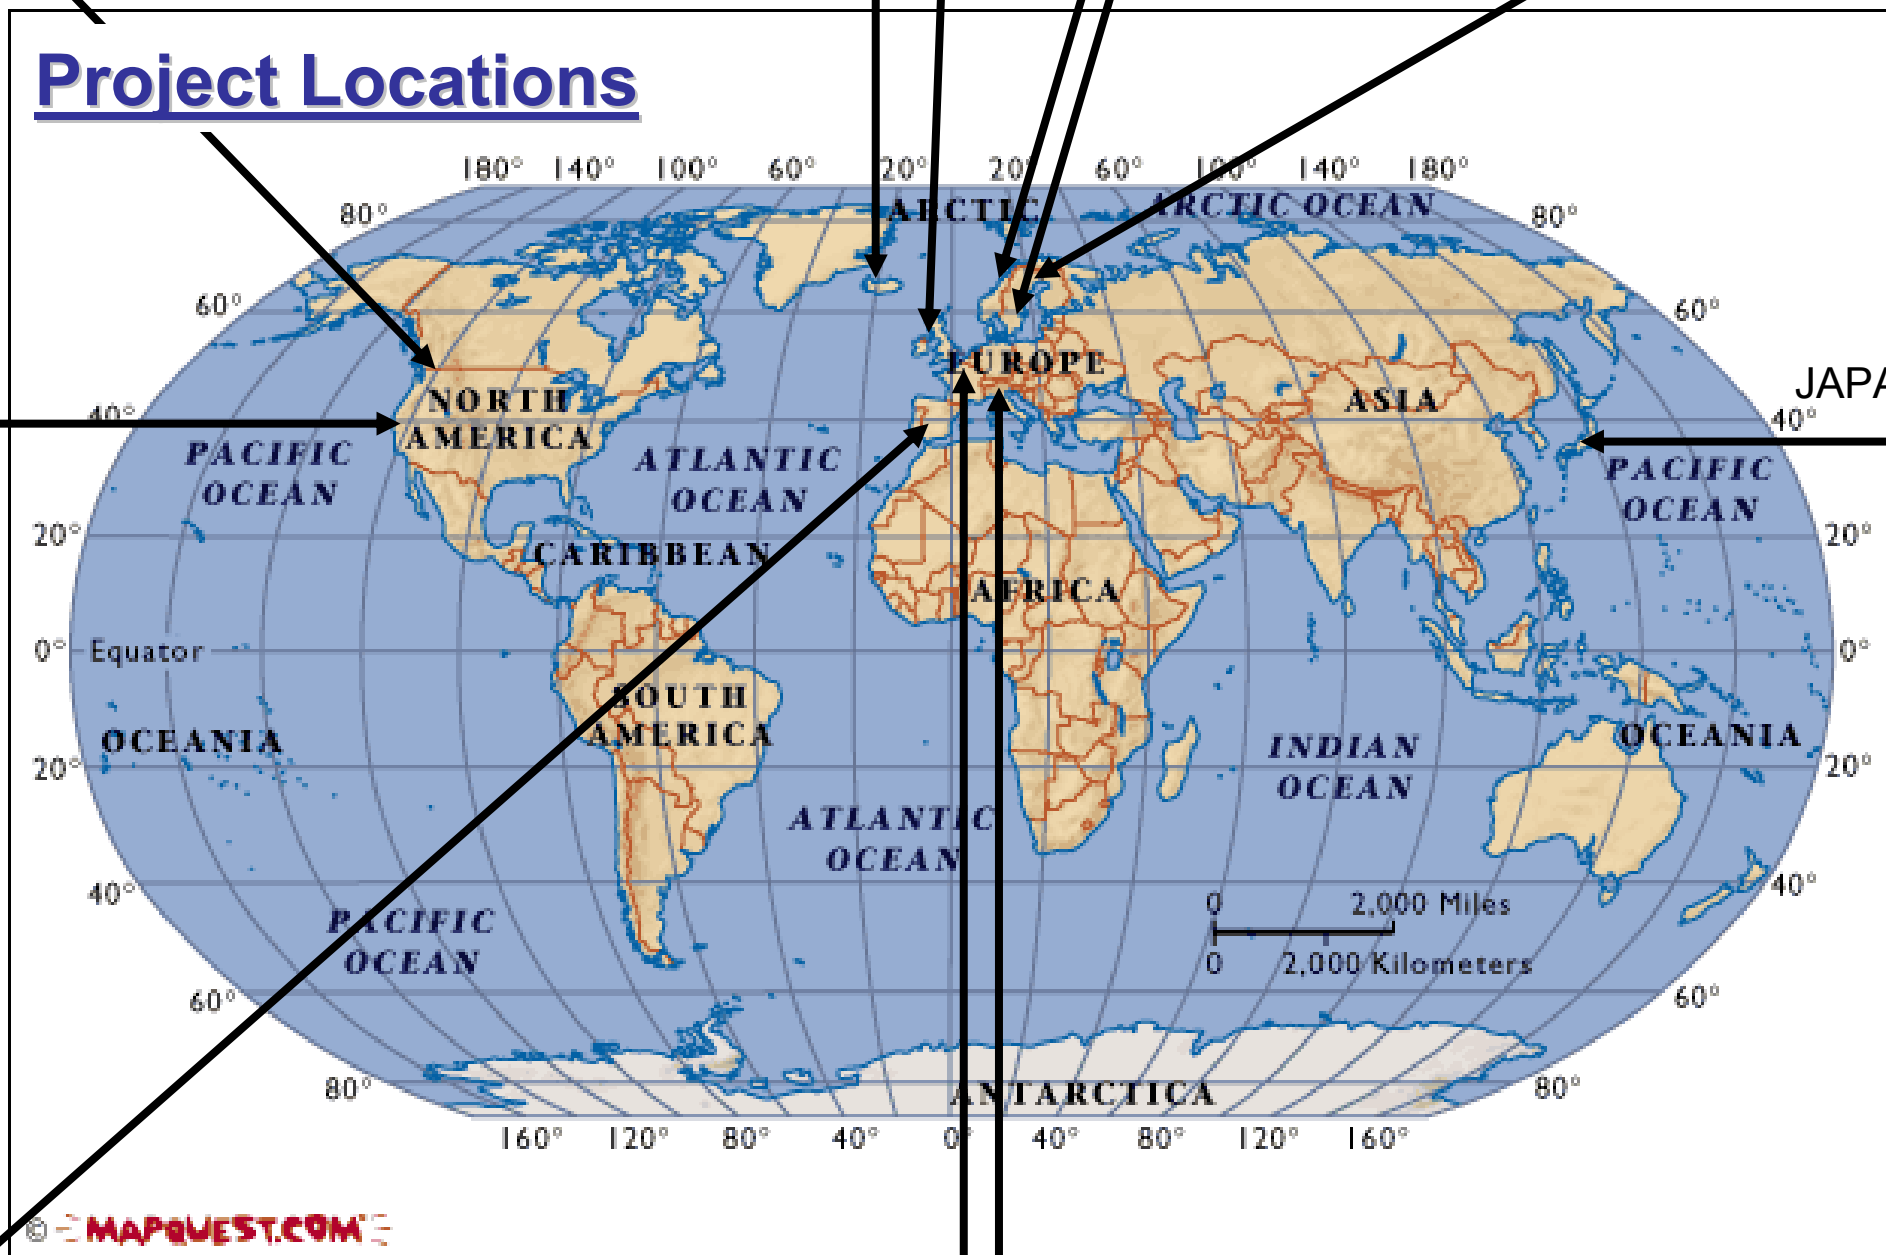 Project Locations
180° 140° 100° 60° 20° 20° 60° 100° 140° 180°
80° ARCTIC ARCTIC OCEAN 80°
60° 60°
EUROPE
JAPA
NORTH ASIA
40° 40°
AMERICA
PACIFIC ATLANTIC PACIFIC
OCEAN OCEAN OCEAN
20° 20°
CARIBBEAN
AFRICA
0° Equator 0°
SOUTH
AMERICA
OCEANIA OCEANIA
INDIAN
OCEAN
20° 20°
ATLANTIC
OCEAN
40° 40°
0 2,000 Miles
PACIFIC
OCEAN
0 2,000 Kilometers
60° 60°
80° ANTARCTICA 80°
160° 120° 80° 40° 0° 40° 80° 120° 160°
© MAPQUEST.COM